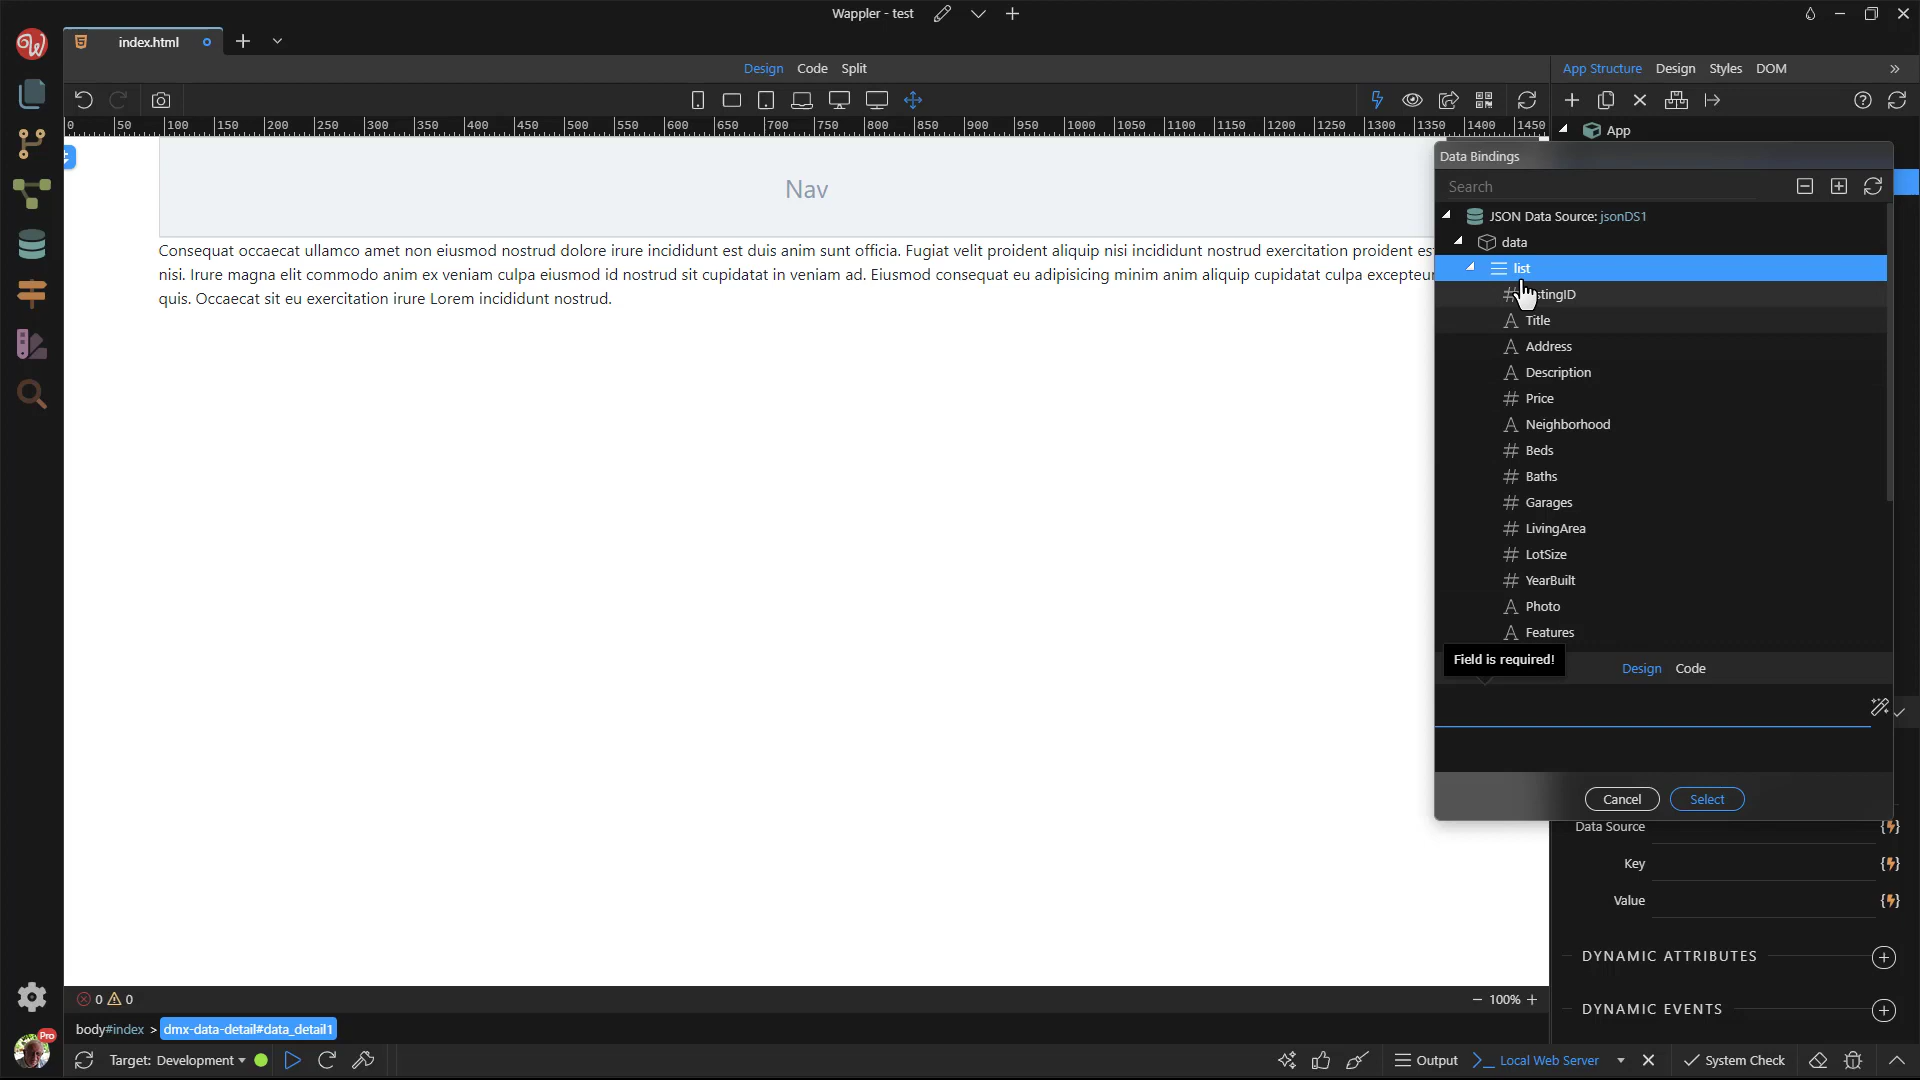 Wappler - test
index.html
Design Code Split
App Structure Design Styles DOM
0 50 100 150 200 250 300 350 400 450 500 550 600 650 700 750 800 850 900 950 1000 1050 1100 1150 1200 1250 1300 1350 1400 1450
App
Data Bindings
Search
Nav
JSON Data Source: jsonDS1
data
list
stingID
Title
Address
Description
Price
Neighborhood
Beds
Baths
Garages
LivingArea
LotSize
YearBuilt
Photo
Features
Consequat occaecat ullamco amet non eiusmod nostrud dolore irure incididunt est duis anim sunt officia. Fugiat velit proident aliquip nisi incididunt nostrud exercitation proident es
nisi. Irure magna elit commodo anim ex veniam culpa eiusmod id nostrud sit cupidatat in veniam ad. Eiusmod consequat eu adipisicing minim anim aliquip cupidatat culpa excepteur
quis. Occaecat sit eu exercitation irure Lorem incididunt nostrud.
Field is required!
Design Code
Cancel Select
Data Source
Key
Value
DYNAMIC ATTRIBUTES
DYNAMIC EVENTS
0 0
100%
body#index > dmx-data-detail#data_detail1
Pro
Target: Development
Output Local Web Server System Check